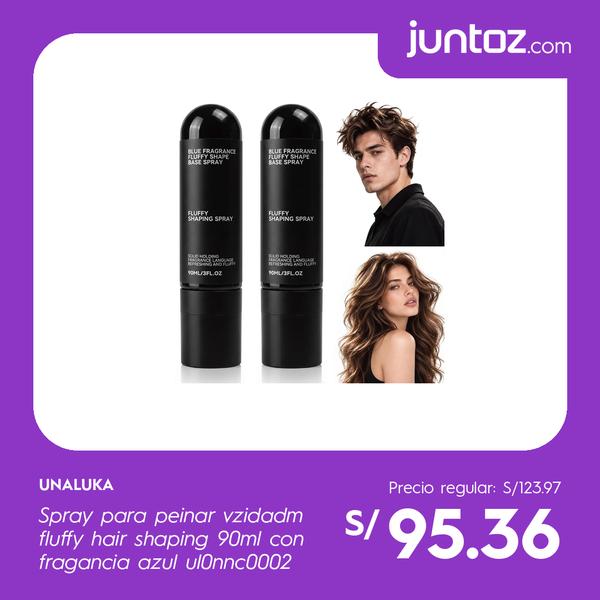 juntoz.com
BLUE FRAGRANCE
FLUFFY SHAPE
BASE SPRAY
FLUFFY
SHAPING SPRAY
SOLID HOLDING
FRAGRANCE LANGUAGE
REFRESHING AND FLUFFY
90ML/3FL.OZ
BLUE FRAGRANCE
FLUFFY SHAPE
BASE SPRAY
FLUFFY
SHAPING SPRAY
SOLID HOLDING
FRAGRANCE LANGUAGE
REFRESHING AND FLUFFY
90ML/3FL.OZ
UNALUKA
Spray para peinar vzidadm
fluffy hair shaping 90ml con
fragancia azul ul0nnc0002
Precio regular: S/123.97
S/ 95.36